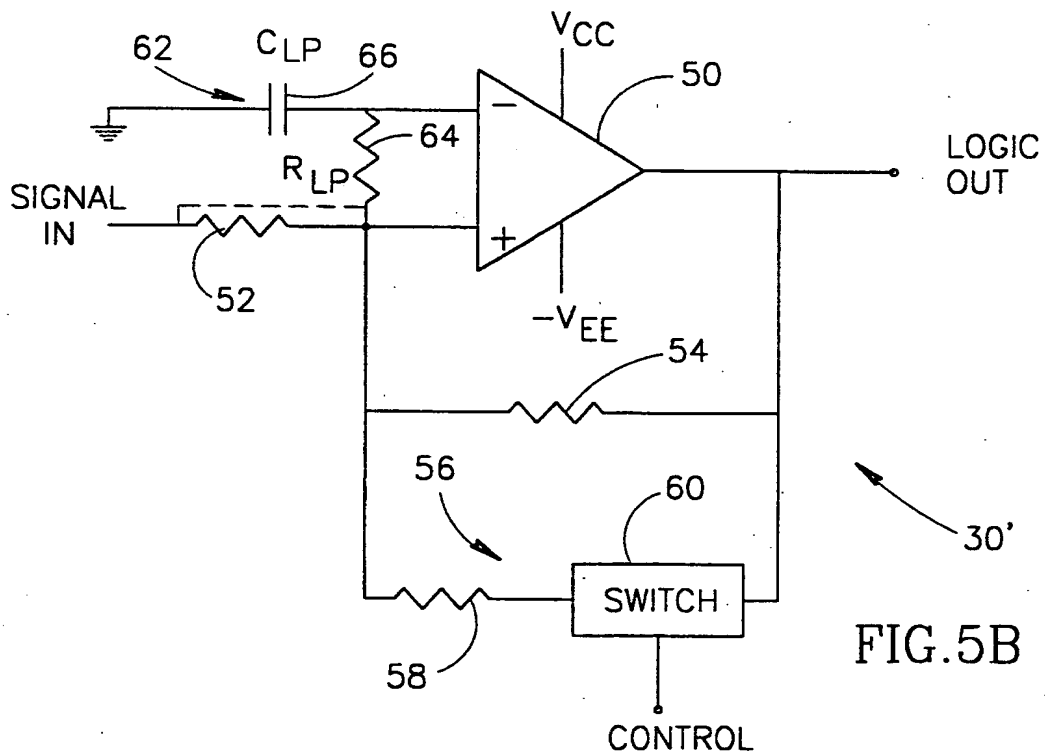 62
C_LP
66
V_CC
50
−
64
R_LP
LOGIC
OUT
SIGNAL
IN
+
52
−V_EE
54
56
60
30'
SWITCH
58
FIG.5B
CONTROL